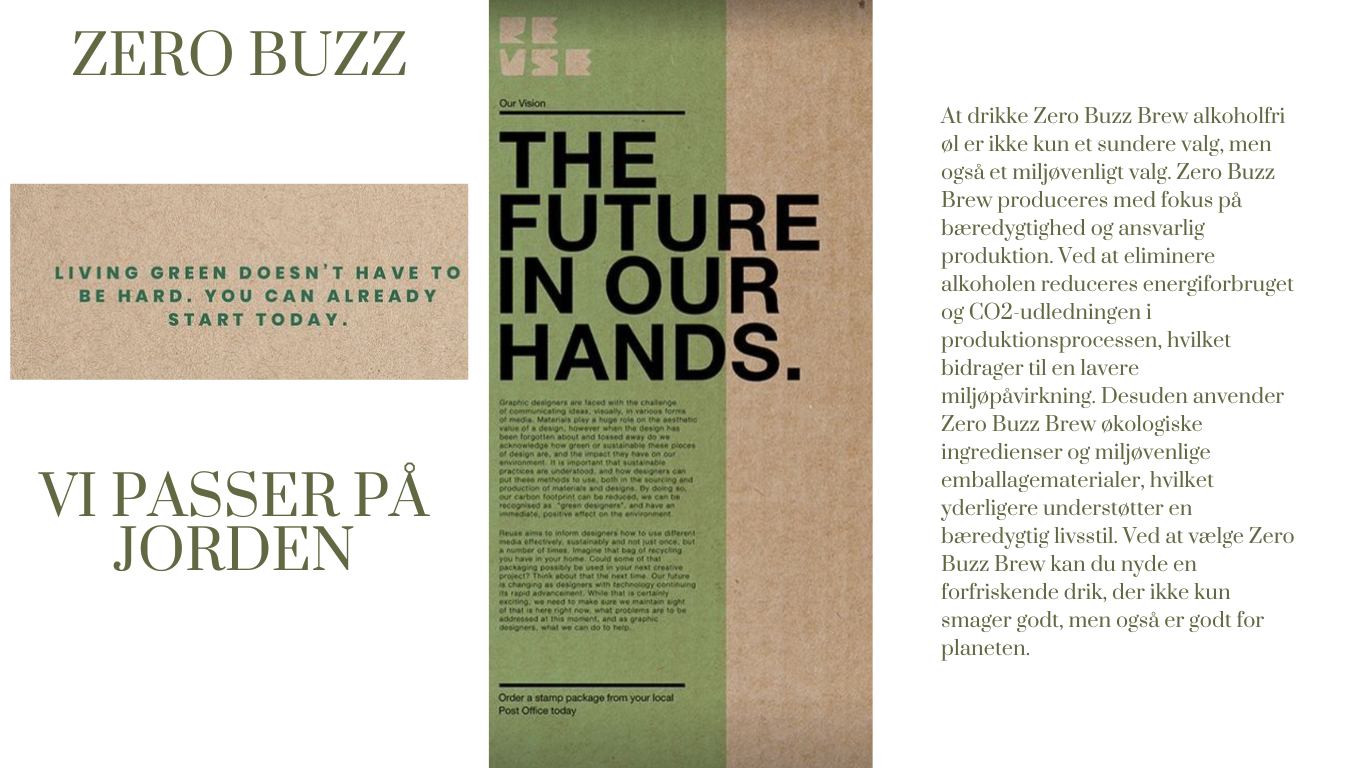 ZERO BUZZ
LIVING GREEN DOESN'T HAVE TO
BE HARD. YOU CAN ALREADY
START TODAY.
VI PASSER PÅ
JORDEN
RE
USE
Our Vision
THE
FUTURE
IN OUR
HANDS.
Graphic designers are faced with the challenge
of communicating ideas, visually, in various forms
of media. Materials play a huge role on the aesthetic
value of a design, however when the design has
been forgotten about and tossed away do we
acknowledge how green or sustainable these pieces
of design are, and the impact they have on our
environment. It is important that sustainable
practices are understood, and how designers can
put these methods to use, both in the sourcing and
production of materials and designs. By doing so,
our carbon footprint can be reduced, we can be
recognised as "green designers", and have an
immediate, positive effect on the environment.
Reuse aims to inform designers how to use different
media effectively, sustainably and not just once, but
a number of times. Imagine that bag of recycling
you have in your home. Could some of that
packaging possibly be used in your next creative
project? Think about that the next time. Our future
is changing as designers with technology continuing
its rapid advancement. While that is certainly
exciting, we need to make sure we maintain sight
of that is here right now, what problems are to be
addressed at this moment, and as graphic
designers, what we can do to help.
Order a stamp package from your local
Post Office today
At drikke Zero Buzz Brew alkoholfri
øl er ikke kun et sundere valg, men
også et miljøvenligt valg. Zero Buzz
Brew produceres med fokus på
bæredygtighed og ansvarlig
produktion. Ved at eliminere
alkoholen reduceres energiforbruget
og CO2-udledningen i
produktionsprocessen, hvilket
bidrager til en lavere
miljøpåvirkning. Desuden anvender
Zero Buzz Brew økologiske
ingredienser og miljøvenlige
emballagematerialer, hvilket
yderligere understøtter en
bæredygtig livsstil. Ved at vælge Zero
Buzz Brew kan du nyde en
forfriskende drik, der ikke kun
smager godt, men også er godt for
planeten.